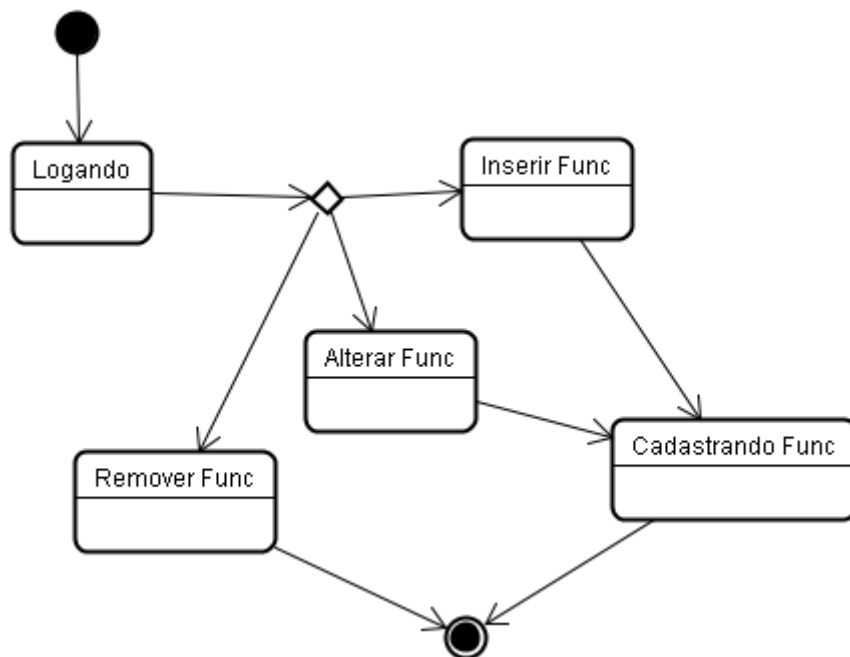 Logando
Inserir Func
Alterar Func
Cadastrando Func
Remover Func